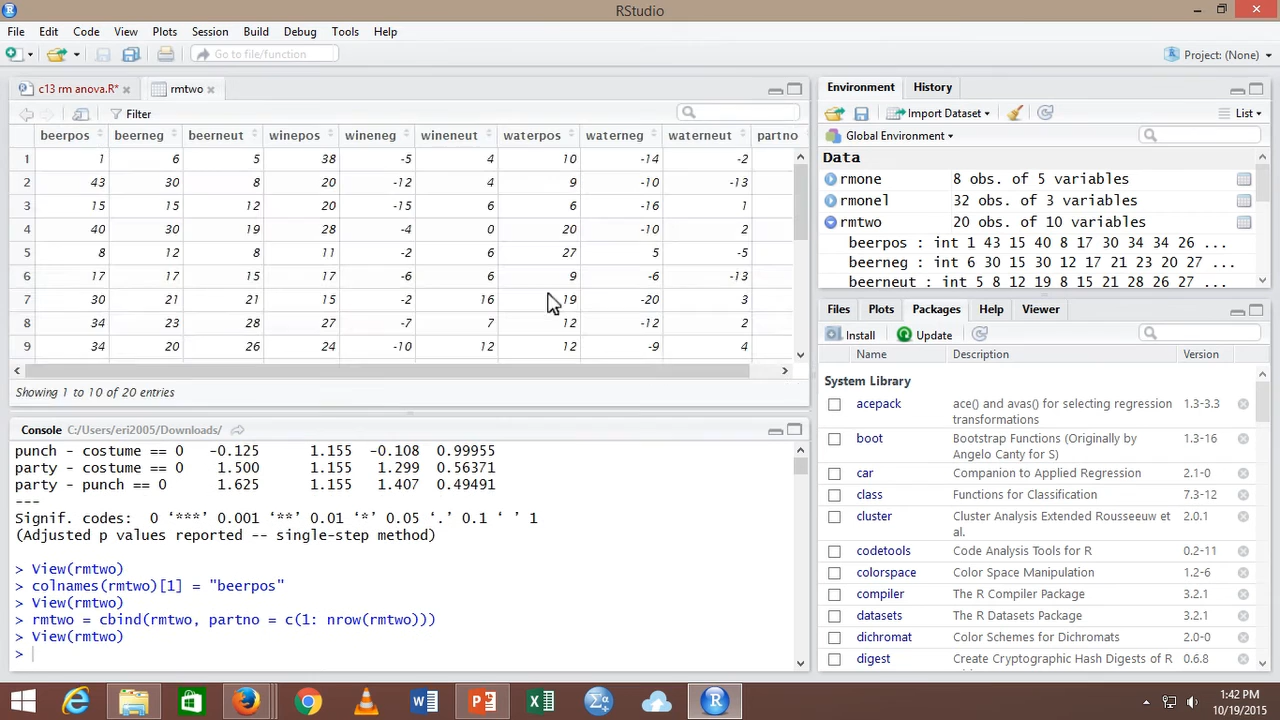 RStudio
File Edit Code View Plots Session Build Debug Tools Help
Go to file/function Project: (None)
c13 rm anova.R* rmtwo
Filter
beerpos beerneg beerneut winepos wineneg wineneut waterpos waterneg waterneut partno
1 1 6 5 38 -5 4 10 -14 -2
2 43 30 8 20 -12 4 9 -10 -13
3 15 15 12 20 -15 6 6 -16 1
4 40 30 19 28 -4 0 20 -10 2
5 8 12 8 11 -2 6 27 5 -5
6 17 17 15 17 -6 6 9 -6 -13
7 30 21 21 15 -2 16 19 -20 3
8 34 23 28 27 -7 7 12 -12 2
9 34 20 26 24 -10 12 12 -9 4
Showing 1 to 10 of 20 entries
Console C:/Users/eri2005/Downloads/
punch - costume == 0 -0.125 1.155 -0.108 0.99955
party - costume == 0 1.500 1.155 1.299 0.56371
party - punch == 0 1.625 1.155 1.407 0.49491
---
Signif. codes: 0 ‘***’ 0.001 ‘**’ 0.01 ‘*’ 0.05 ‘.’ 0.1 ‘ ’ 1
(Adjusted p values reported -- single-step method)
> View(rmtwo)
> colnames(rmtwo)[1] = "beerpos"
> View(rmtwo)
> rmtwo = cbind(rmtwo, partno = c(1: nrow(rmtwo)))
> View(rmtwo)
>
Environment History
Import Dataset List
Global Environment
Data
rmone 8 obs. of 5 variables
rmonel 32 obs. of 3 variables
rmtwo 20 obs. of 10 variables
beerpos : int 1 43 15 40 8 17 30 34 34 26 ...
beerneg : int 6 30 15 30 12 17 21 23 20 27 ...
beerneut : int 5 8 12 19 8 15 21 28 26 27 ...
Files Plots Packages Help Viewer
Install Update
Name Description Version
System Library
acepack ace() and avas() for selecting regression transformations 1.3-3.3
boot Bootstrap Functions (Originally by Angelo Canty for S) 1.3-16
car Companion to Applied Regression 2.1-0
class Functions for Classification 7.3-12
cluster Cluster Analysis Extended Rousseeuw et al. 2.0.1
codetools Code Analysis Tools for R 0.2-11
colorspace Color Space Manipulation 1.2-6
compiler The R Compiler Package 3.2.1
datasets The R Datasets Package 3.2.1
dichromat Color Schemes for Dichromats 2.0-0
digest Create Cryptographic Hash Digests of R 0.6.8
1:42 PM
10/19/2015